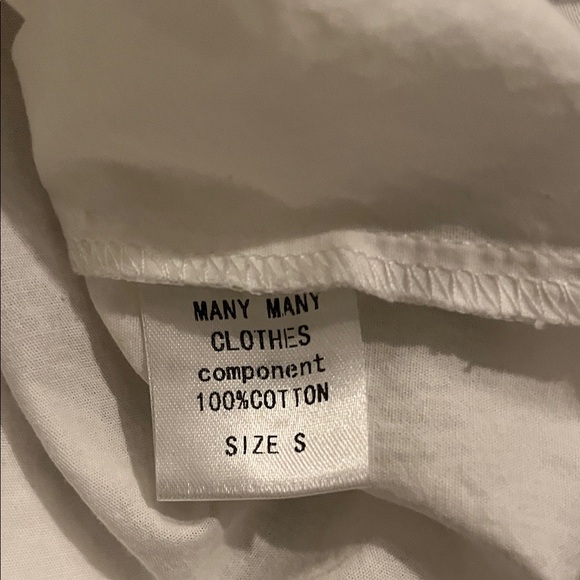 MANY MANY
CLOTHES
component
100%COTTON
SIZE S